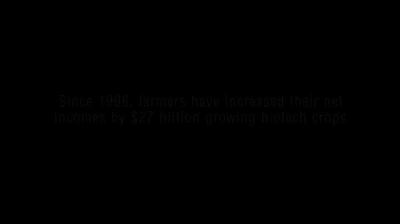 Since 1996, farmers have increased their net
incomes by $27 billion growing biotech crops